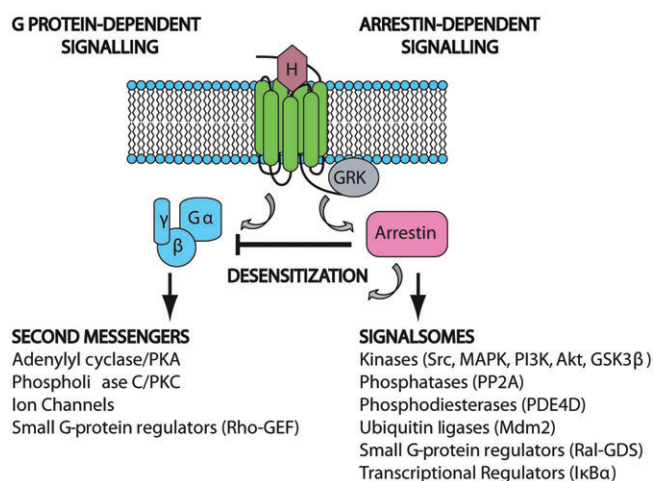 G PROTEIN-DEPENDENT
SIGNALLING
ARRESTIN-DEPENDENT
SIGNALLING
H
GRK
γ
Gα
β
Arrestin
DESENSITIZATION
SECOND MESSENGERS
Adenylyl cyclase/PKA
Phospholi ase C/PKC
Ion Channels
Small G-protein regulators (Rho-GEF)
SIGNALSOMES
Kinases (Src, MAPK, PI3K, Akt, GSK3β)
Phosphatases (PP2A)
Phosphodiesterases (PDE4D)
Ubiquitin ligases (Mdm2)
Small G-protein regulators (Ral-GDS)
Transcriptional Regulators (IκBα)